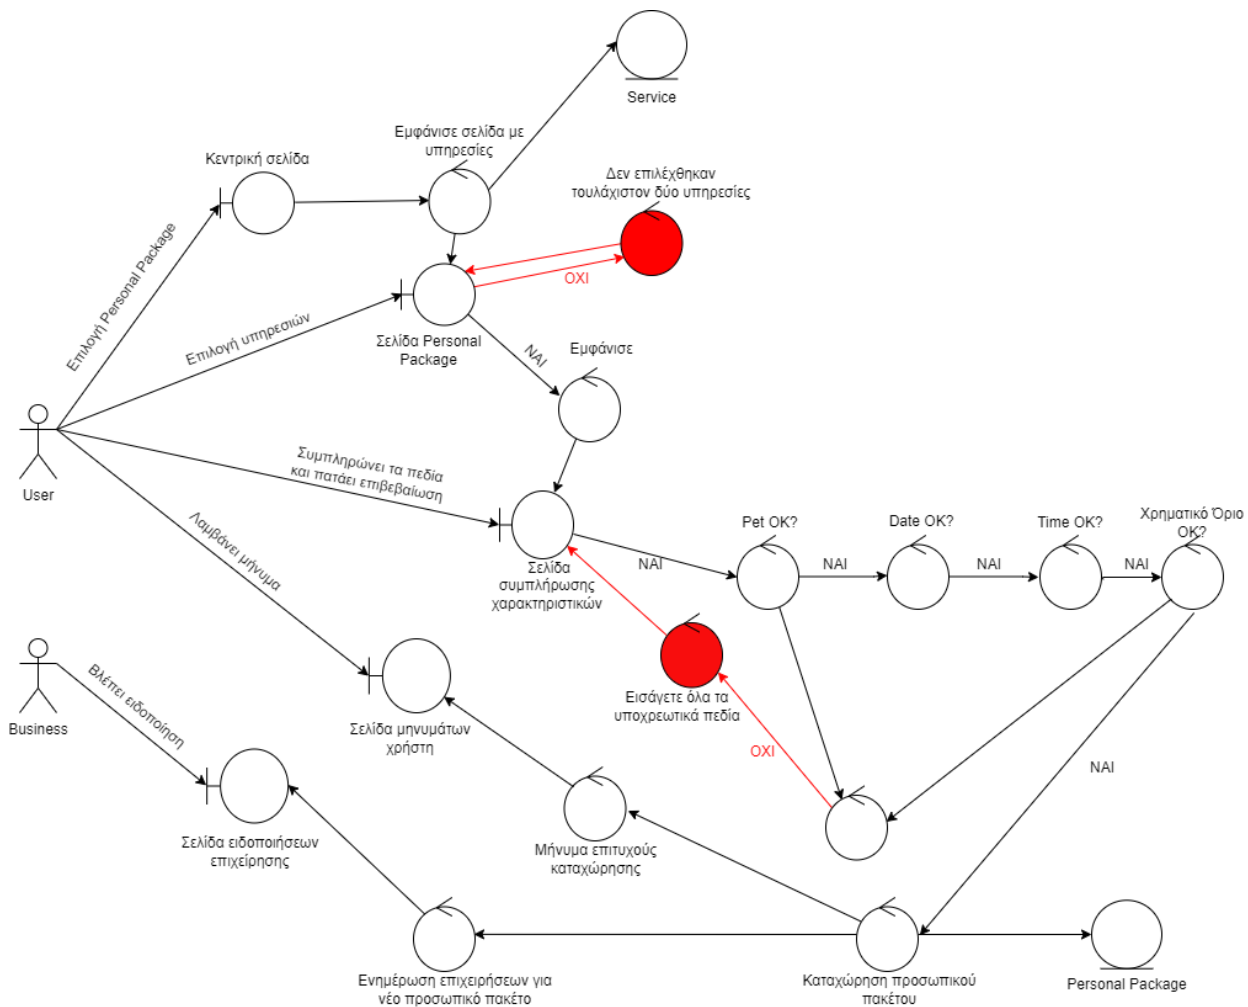 Service
Εμφάνισε σελίδα με
υπηρεσίες
Κεντρική σελίδα
Δεν επιλέχθηκαν
τουλάχιστον δύο υπηρεσίες
Επιλογή Personal Package
ΟΧΙ
Επιλογή υπηρεσιών
Σελίδα Personal
Package
ΝΑΙ
Εμφάνισε
User
Συμπληρώνει τα πεδία
και πατάει επιβεβαίωση
Λαμβάνει μήνυμα
Pet OK?
Date OK?
Time OK?
Χρηματικό Όριο
OK?
Σελίδα
συμπλήρωσης
χαρακτηριστικών
ΝΑΙ
ΝΑΙ
ΝΑΙ
ΝΑΙ
Business
Βλέπει ειδοποίηση
Σελίδα μηνυμάτων
χρήστη
Εισάγετε όλα τα
υποχρεωτικά πεδία
ΟΧΙ
ΝΑΙ
Σελίδα ειδοποιήσεων
επιχείρησης
Μήνυμα επιτυχούς
καταχώρησης
Ενημέρωση επιχειρήσεων για
νέο προσωπικό πακέτο
Καταχώρηση προσωπικού
πακέτου
Personal Package